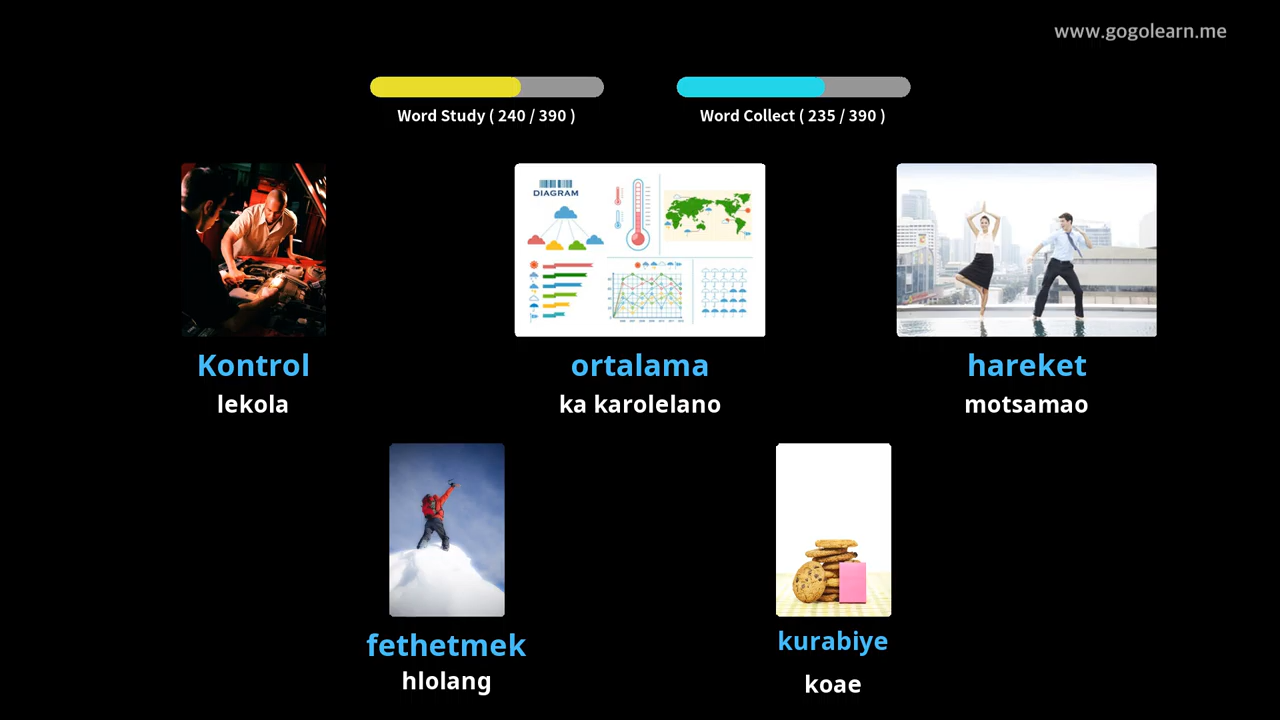 www.gogolearn.me
Word Study ( 240 / 390 )
Word Collect ( 235 / 390 )
DIAGRAM
Kontrol
lekola
ortalama
ka karolelano
hareket
motsamao
fethetmek
hlolang
kurabiye
koae